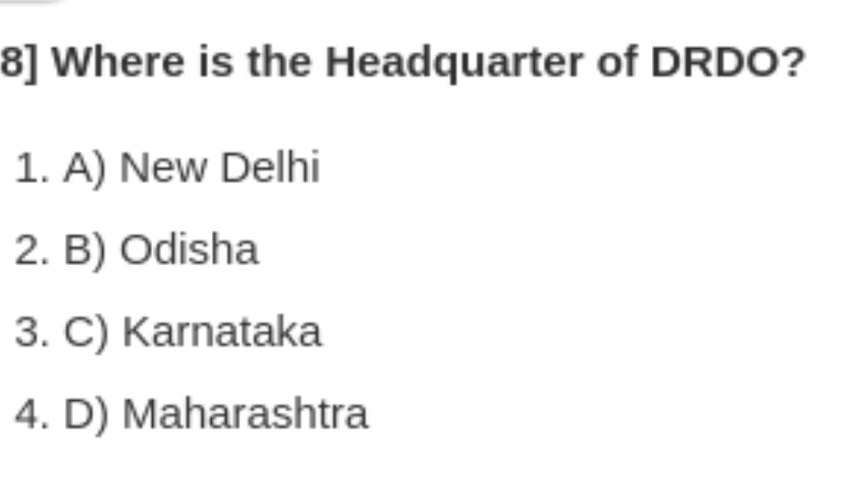 8] Where is the Headquarter of DRDO?
1. A) New Delhi
2. B) Odisha
3. C) Karnataka
4. D) Maharashtra